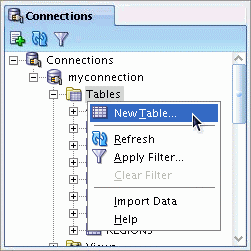 Connections
Connections
myconnection
Tables
New Table...
Refresh
Apply Filter...
Clear Filter
Import Data
Help
REGIONS
Views